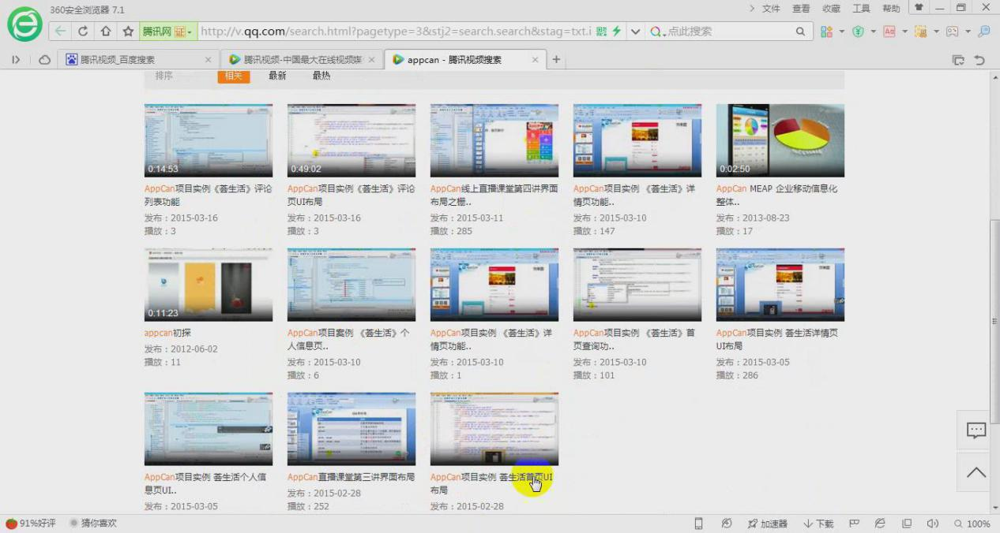 360安全浏览器 7.1
文件 查看 收藏 工具 帮助
腾讯网 证 http://v.qq.com/search.html?pagetype=3&stj2=search.search&stag=txt.i 点此搜索
腾讯视频_百度搜索
腾讯视频-中国最大在线视频媒
appcan - 腾讯视频搜索
排序 相关 最新 最热
0:14:53
0:49:02
0:02:50
AppCan项目实例《荟生活》评论
列表功能
发布：2015-03-16
播放：3
AppCan项目实例《荟生活》评论
页UI布局
发布：2015-03-16
播放：3
AppCan线上直播课堂第四讲界面
布局之栅..
发布：2015-03-11
播放：285
AppCan项目实例 《荟生活》详
情页功能..
发布：2015-03-10
播放：147
AppCan MEAP 企业移动信息化
整体..
发布：2013-08-23
播放：17
0:11:23
appcan初探
发布：2012-06-02
播放：11
AppCan项目案例 《荟生活》个
人信息页..
发布：2015-03-10
播放：6
AppCan项目实例 《荟生活》详
情页功能..
发布：2015-03-10
播放：1
AppCan项目实例 《荟生活》首
页查询功..
发布：2015-03-10
播放：101
AppCan项目实例 荟生活详情页
UI布局
发布：2015-03-05
播放：286
AppCan项目实例 荟生活个人信
息页UI..
发布：2015-03-05
AppCan直播课堂第三讲界面布局
发布：2015-02-28
播放：252
AppCan项目实例 荟生活首页UI
布局
发布：2015-02-28
91%好评 猜你喜欢 加速器 下载 100%